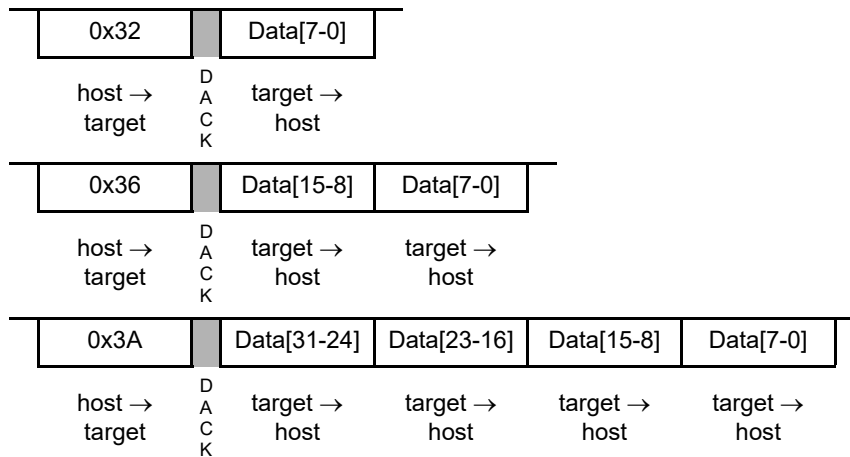 0x32 Data[7-0]
host → D A C K target →
target host
0x36 Data[15-8] Data[7-0]
host → D A C K target → target →
target host host
0x3A Data[31-24] Data[23-16] Data[15-8] Data[7-0]
host → D A C K target → target → target → target →
target host host host host